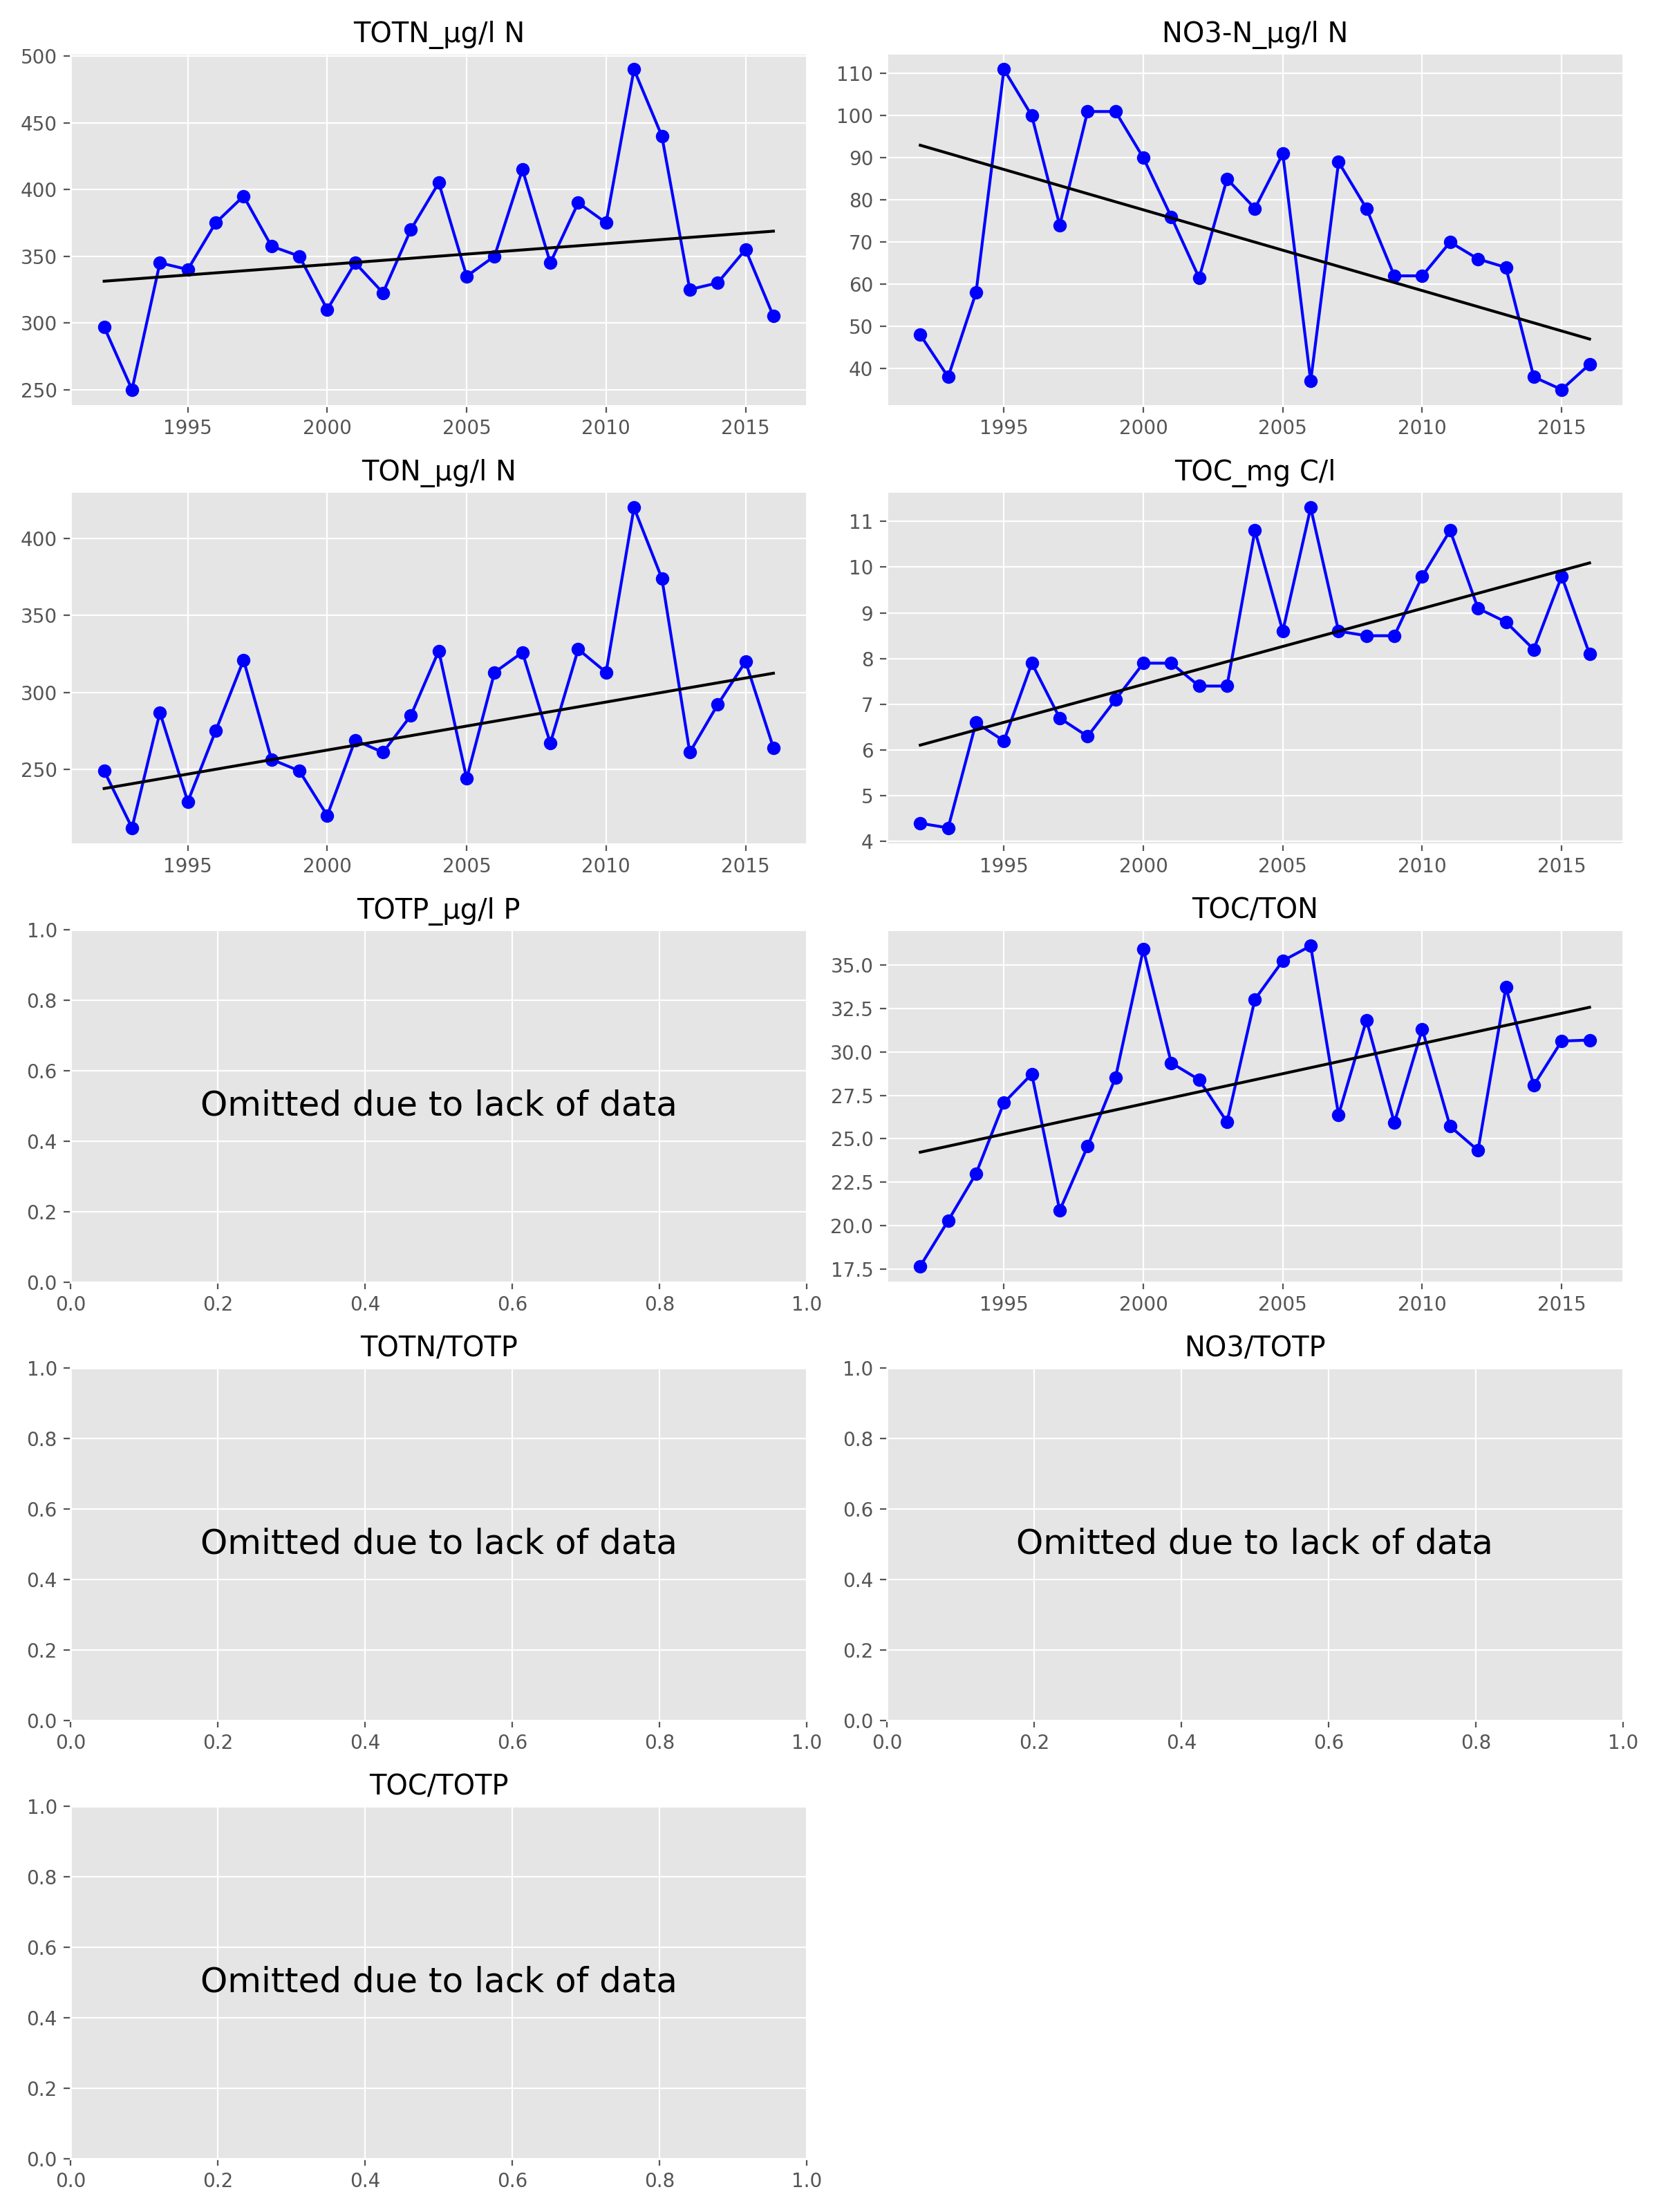 TOTN_µg/l N
500
450
400
350
300
250
1995 2000 2005 2010 2015
NO3-N_µg/l N
110
100
90
80
70
60
50
40
1995 2000 2005 2010 2015
TON_µg/l N
400
350
300
250
1995 2000 2005 2010 2015
TOC_mg C/l
11
10
9
8
7
6
5
4
1995 2000 2005 2010 2015
TOTP_µg/l P
1.0
0.8
0.6
Omitted due to lack of data
0.4
0.2
0.0
0.0 0.2 0.4 0.6 0.8 1.0
TOC/TON
35.0
32.5
30.0
27.5
25.0
22.5
20.0
17.5
1995 2000 2005 2010 2015
TOTN/TOTP
1.0
0.8
0.6
Omitted due to lack of data
0.4
0.2
0.0
0.0 0.2 0.4 0.6 0.8 1.0
NO3/TOTP
1.0
0.8
0.6
Omitted due to lack of data
0.4
0.2
0.0
0.0 0.2 0.4 0.6 0.8 1.0
TOC/TOTP
1.0
0.8
0.6
Omitted due to lack of data
0.4
0.2
0.0
0.0 0.2 0.4 0.6 0.8 1.0